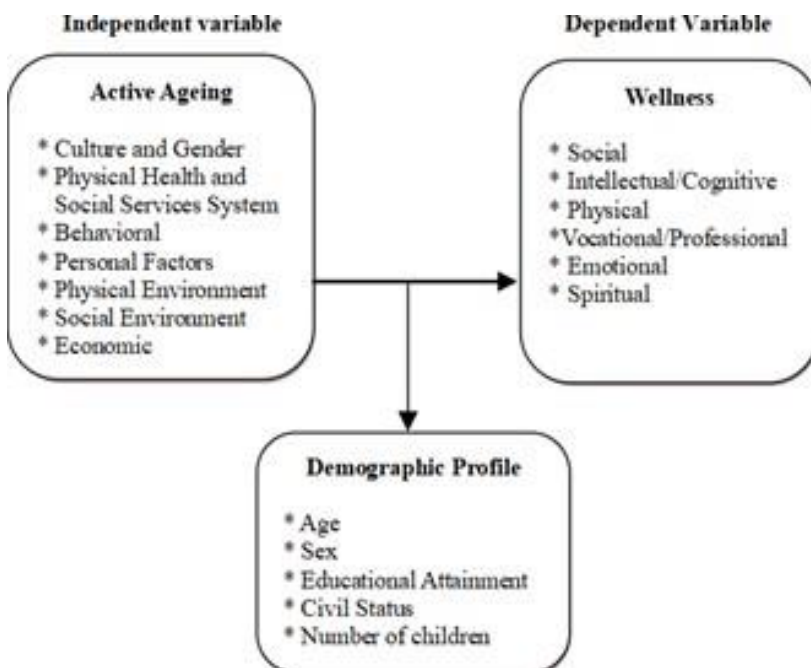 Independent variable
Dependent Variable
Active Ageing
* Culture and Gender
* Physical Health and
Social Services System
* Behavioral
* Personal Factors
* Physical Environment
* Social Environment
* Economic
Wellness
* Social
* Intellectual/Cognitive
* Physical
*Vocational/Professional
* Emotional
* Spiritual
Demographic Profile
* Age
* Sex
* Educational Attainment
* Civil Status
* Number of children